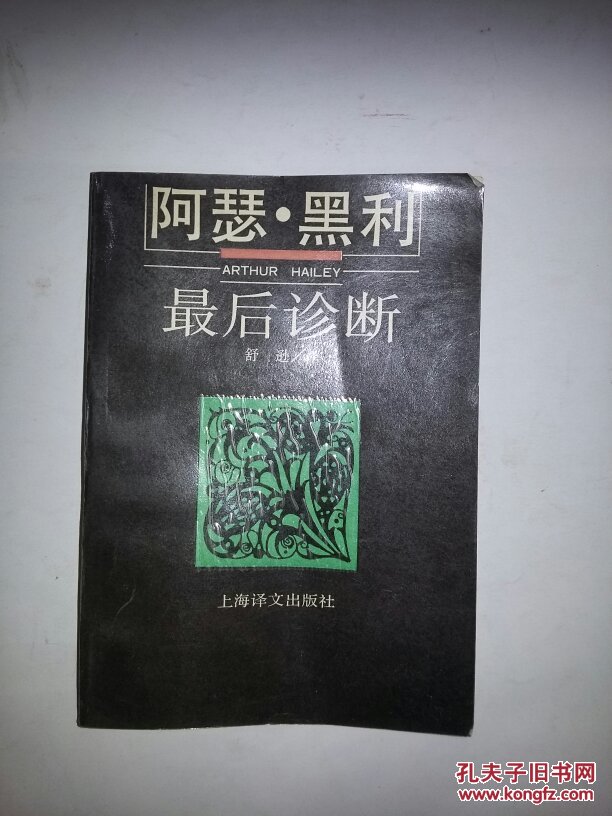 阿瑟·黑利
ARTHUR HAILEY
最后诊断
舒逊
上海译文出版社
孔夫子旧书网
www.kongfz.com